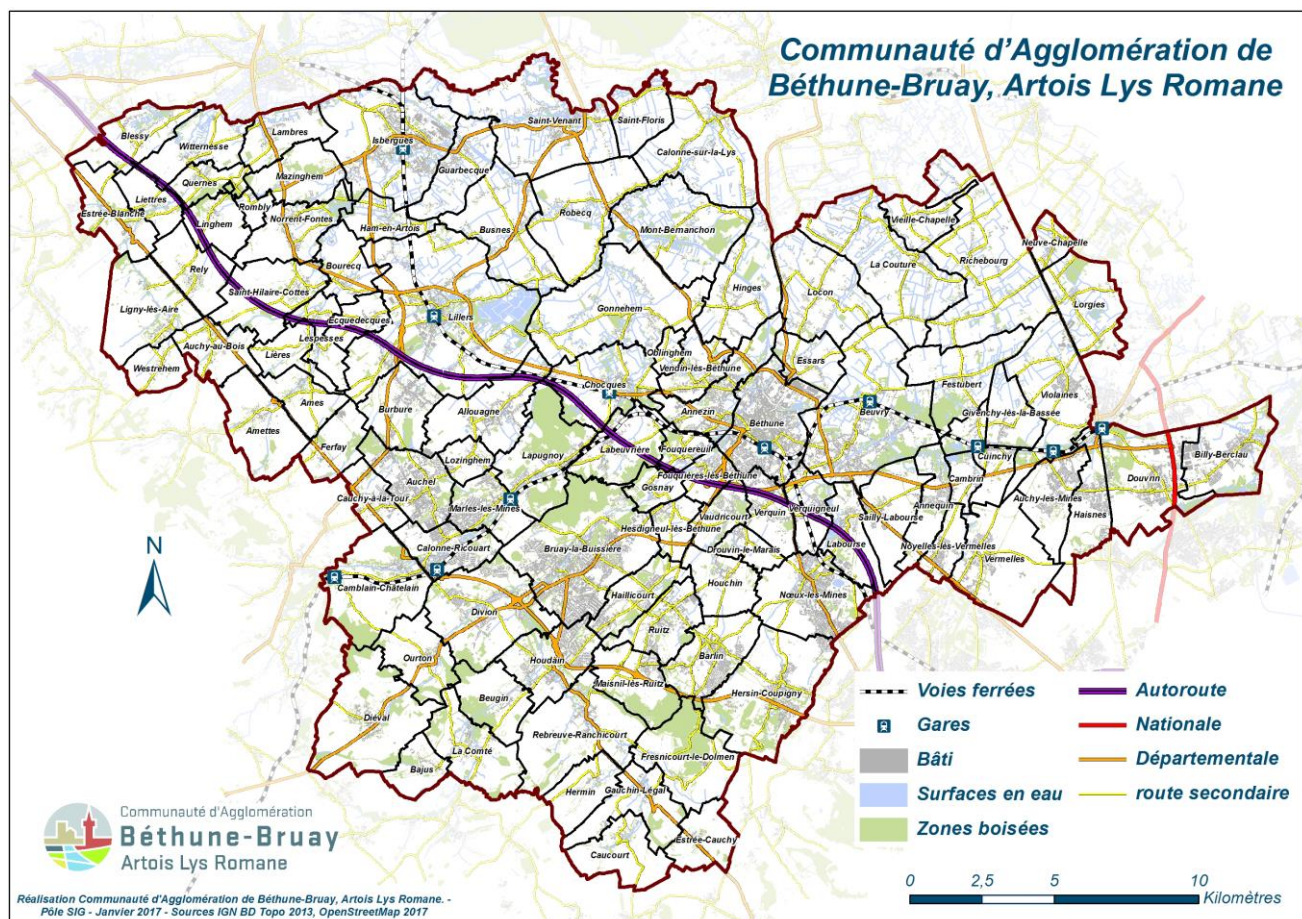 Communauté d'Agglomération de
Béthune-Bruay, Artois Lys Romane
Blessy
Witternesse
Lambres
Isbergues
Saint-Venant
Saint-Floris
Calonne-sur-la-Lys
Guarbecque
Mazinghem
Quernes
Rombly
Liettres
Estrée-Blanche
Linghem
Norrent-Fontes
Ham-en-Artois
Busnes
Robecq
Mont-Bernanchon
Vieille-Chapelle
Neuve-Chapelle
La Couture
Richebourg
Rely
Bourecq
Saint-Hilaire-Cottes
Hinges
Locon
Lorgies
Ligny-lès-Aire
Ecquedecques
Lillers
Gonnehem
Auchy-au-Bois
Lespesses
Lières
Westrehem
Oblinghem
Vendin-lès-Béthune
Essars
Festubert
Chocques
Violaines
Givenchy-lès-la-Bassée
Ames
Burbure
Allouagne
Annezin
Béthune
Beuvry
Amettes
Ferfay
Lozinghem
Lapugnoy
Labeuvrière
Fouquereuil
Cuinchy
Billy-Berclau
Fouquières-lès-Béthune
Cambrin
Douvrin
Auchel
Gosnay
Cauchy-à-la-Tour
Marles-les-Mines
Verquin
Verquigneul
Annequin
Auchy-les-Mines
Haisnes
Vaudricourt
Sailly-Labourse
Hesdigneul-lès-Béthune
Labourse
Noyelles-lès-Vermelles
Vermelles
Calonne-Ricouart
Bruay-la-Buissière
Drouvin-le-Marais
Camblain-Châtelain
Houchin
Haillicourt
Nœux-les-Mines
Divion
Ruitz
Ourton
Houdain
Barlin
Maisnil-lès-Ruitz
Hersin-Coupigny
Beugin
Diéval
Rebreuve-Ranchicourt
La Comté
Fresnicourt-le-Dolmen
Bajus
Hermin
Gauchin-Légal
Estrée-Cauchy
Caucourt
N
Voies ferrées
Gares
Bâti
Surfaces en eau
Zones boisées
Autoroute
Nationale
Départementale
route secondaire
0 2,5 5 10
Kilomètres
Communauté d'Agglomération
Béthune-Bruay
Artois Lys Romane
Réalisation Communauté d'Agglomération de Béthune-Bruay, Artois Lys Romane. -
Pôle SIG - Janvier 2017 - Sources IGN BD Topo 2013, OpenStreetMap 2017